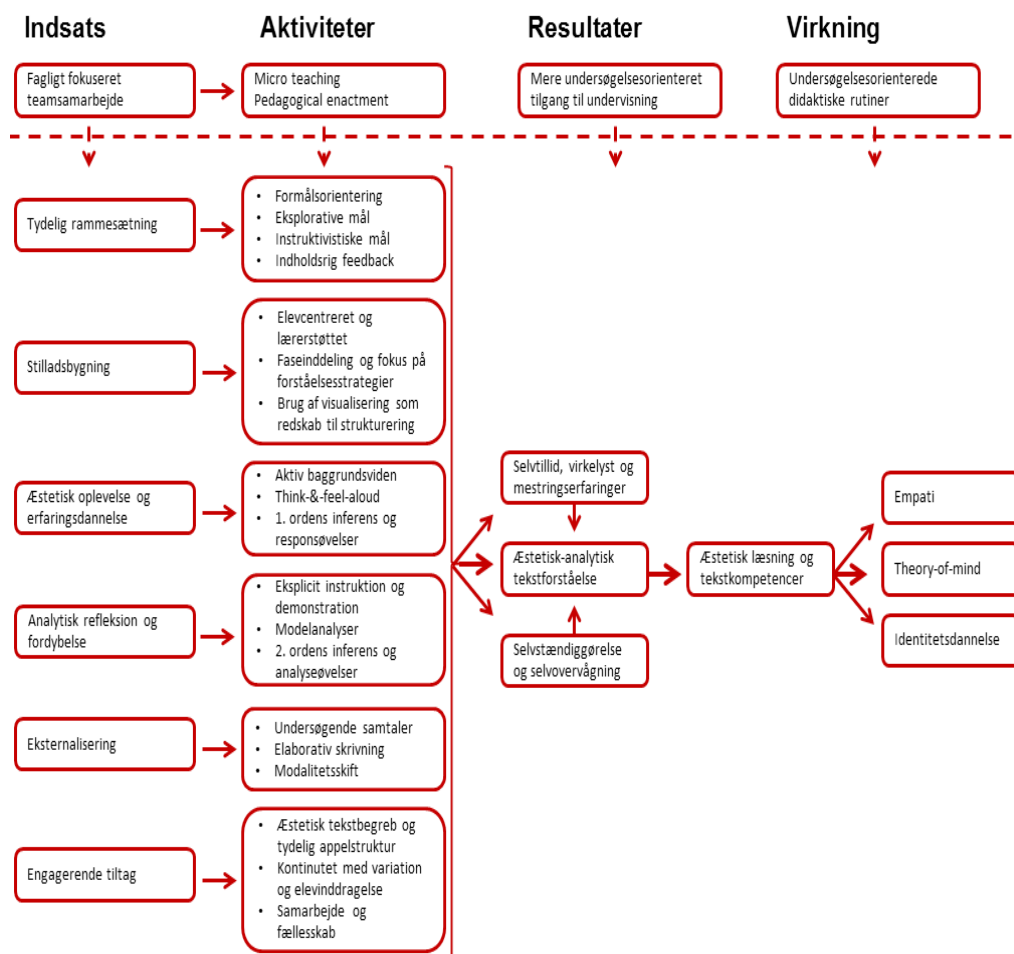 Indsats
Aktiviteter
Resultater
Virkning
Fagligt fokuseret
teamsamarbejde
Micro teaching
Pedagogical enactment
Mere undersøgelsesorienteret
tilgang til undervisning
Undersøgelsesorienterede
didaktiske rutiner
Tydelig rammesætning
• Formålsorientering
• Eksplorative mål
• Instruktivistiske mål
• Indholdsrig feedback
Stilladsbygning
• Elevcentreret og
lærerstøttet
• Faseinddeling og fokus på
forståelsesstrategier
• Brug af visualisering som
redskab til strukturering
Æstetisk oplevelse og
erfaringsdannelse
• Aktiv baggrundsviden
• Think-&-feel-aloud
• 1. ordens inferens og
responsøvelser
Analytisk refleksion og
fordybelse
• Eksplicit instruktion og
demonstration
• Modelanalyser
• 2. ordens inferens og
analyseøvelser
Eksternalisering
• Undersøgende samtaler
• Elaborativ skrivning
• Modalitetsskift
Engagerende tiltag
• Æstetisk tekstbegreb og
tydelig appelstruktur
• Kontinutet med variation
og elevinddragelse
• Samarbejde og
fællesskab
Selvtillid, virkelyst og
mestringserfaringer
Æstetisk-analytisk
tekstforståelse
Selvstændiggørelse
og selvovervågning
Æstetisk læsning og
tekstkompetencer
Empati
Theory-of-mind
Identitetsdannelse